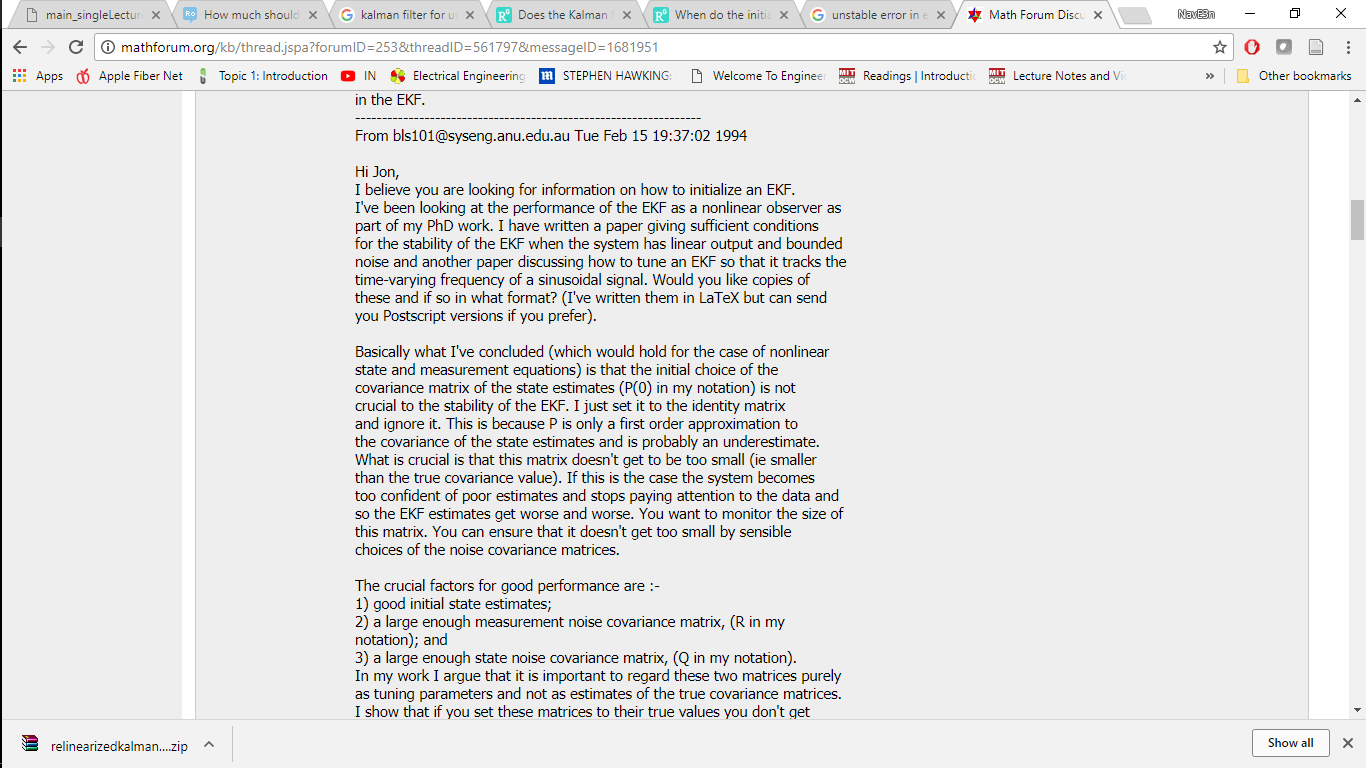 main_singleLectur
How much should
kalman filter for u
Does the Kalman
When do the initi
unstable error in e
Math Forum Discu
NavE3n
mathforum.org/kb/thread.jspa?forumID=253&threadID=561797&messageID=1681951
Apps
Apple Fiber Net
Topic 1: Introduction
IN
Electrical Engineering
STEPHEN HAWKING:
Welcome To Enginee
Readings | Introductio
Lecture Notes and Vi
»
Other bookmarks
in the EKF.
-----------------------------------------------------------------
From bls101@syseng.anu.edu.au Tue Feb 15 19:37:02 1994
Hi Jon,
I believe you are looking for information on how to initialize an EKF.
I've been looking at the performance of the EKF as a nonlinear observer as
part of my PhD work. I have written a paper giving sufficient conditions
for the stability of the EKF when the system has linear output and bounded
noise and another paper discussing how to tune an EKF so that it tracks the
time-varying frequency of a sinusoidal signal. Would you like copies of
these and if so in what format? (I've written them in LaTeX but can send
you Postscript versions if you prefer).
Basically what I've concluded (which would hold for the case of nonlinear
state and measurement equations) is that the initial choice of the
covariance matrix of the state estimates (P(0) in my notation) is not
crucial to the stability of the EKF. I just set it to the identity matrix
and ignore it. This is because P is only a first order approximation to
the covariance of the state estimates and is probably an underestimate.
What is crucial is that this matrix doesn't get to be too small (ie smaller
than the true covariance value). If this is the case the system becomes
too confident of poor estimates and stops paying attention to the data and
so the EKF estimates get worse and worse. You want to monitor the size of
this matrix. You can ensure that it doesn't get too small by sensible
choices of the noise covariance matrices.
The crucial factors for good performance are :-
1) good initial state estimates;
2) a large enough measurement noise covariance matrix, (R in my
notation); and
3) a large enough state noise covariance matrix, (Q in my notation).
In my work I argue that it is important to regard these two matrices purely
as tuning parameters and not as estimates of the true covariance matrices.
I show that if you set these matrices to their true values you don't get
relinearizedkalman....zip
Show all